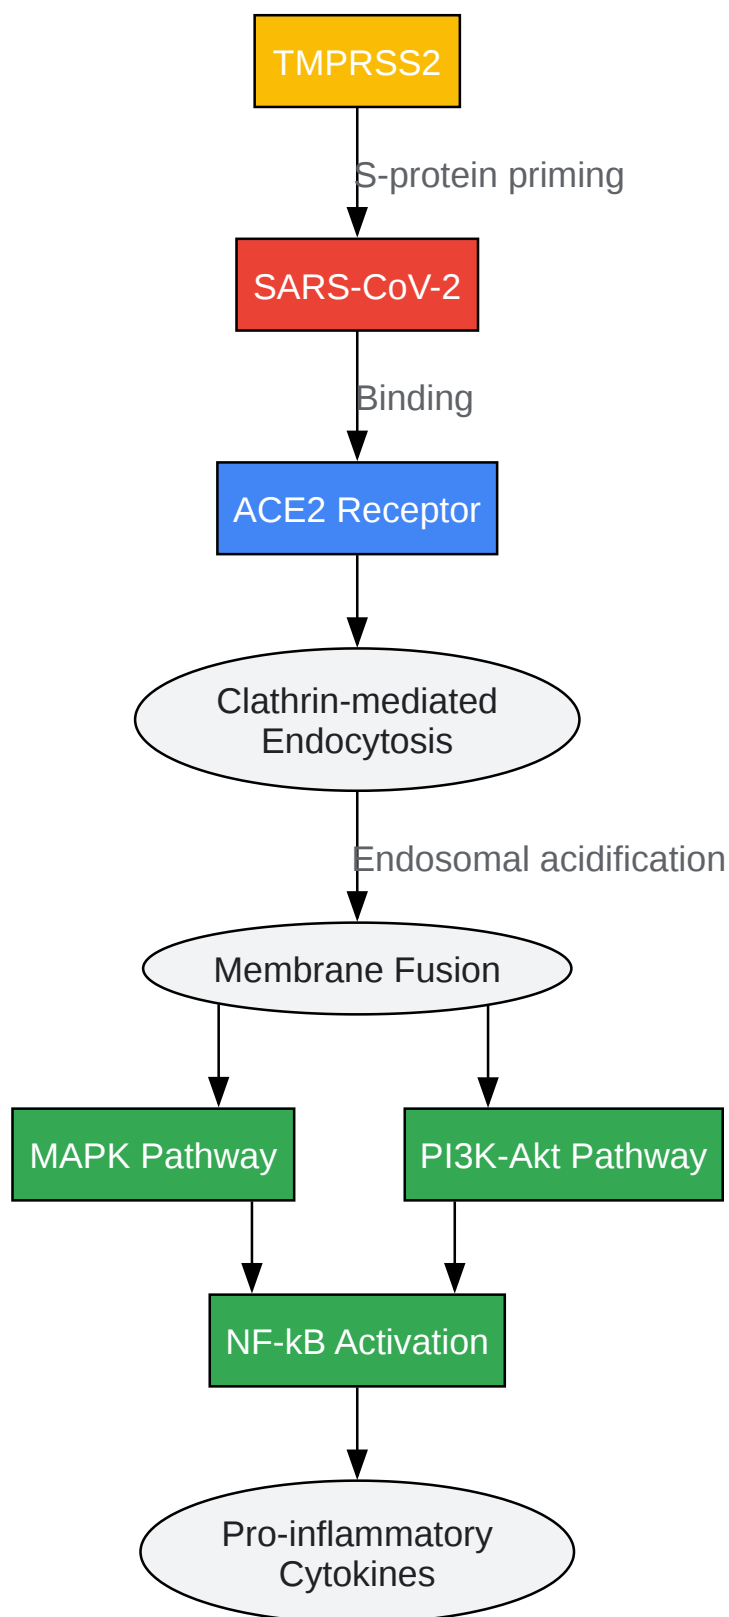 TMPRSS2
S-protein priming
SARS-CoV-2
Binding
ACE2 Receptor
Clathrin-mediated
Endocytosis
Endosomal acidification
Membrane Fusion
MAPK Pathway
PI3K-Akt Pathway
NF-kB Activation
Pro-inflammatory
Cytokines